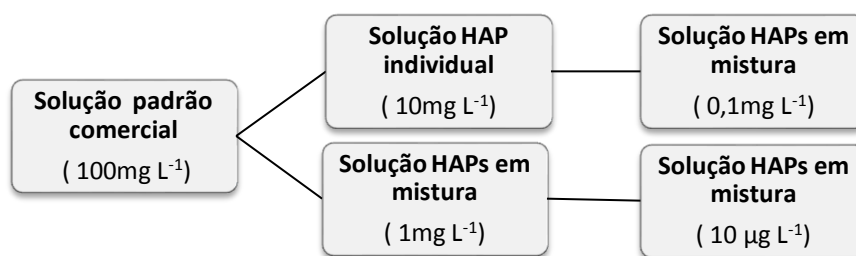 Solução padrão
comercial
( 100mg L-1)
Solução HAP
individual
( 10mg L-1)
Solução HAPs em
mistura
( 0,1mg L-1)
Solução HAPs em
mistura
( 1mg L-1)
Solução HAPs em
mistura
( 10 µg L-1)